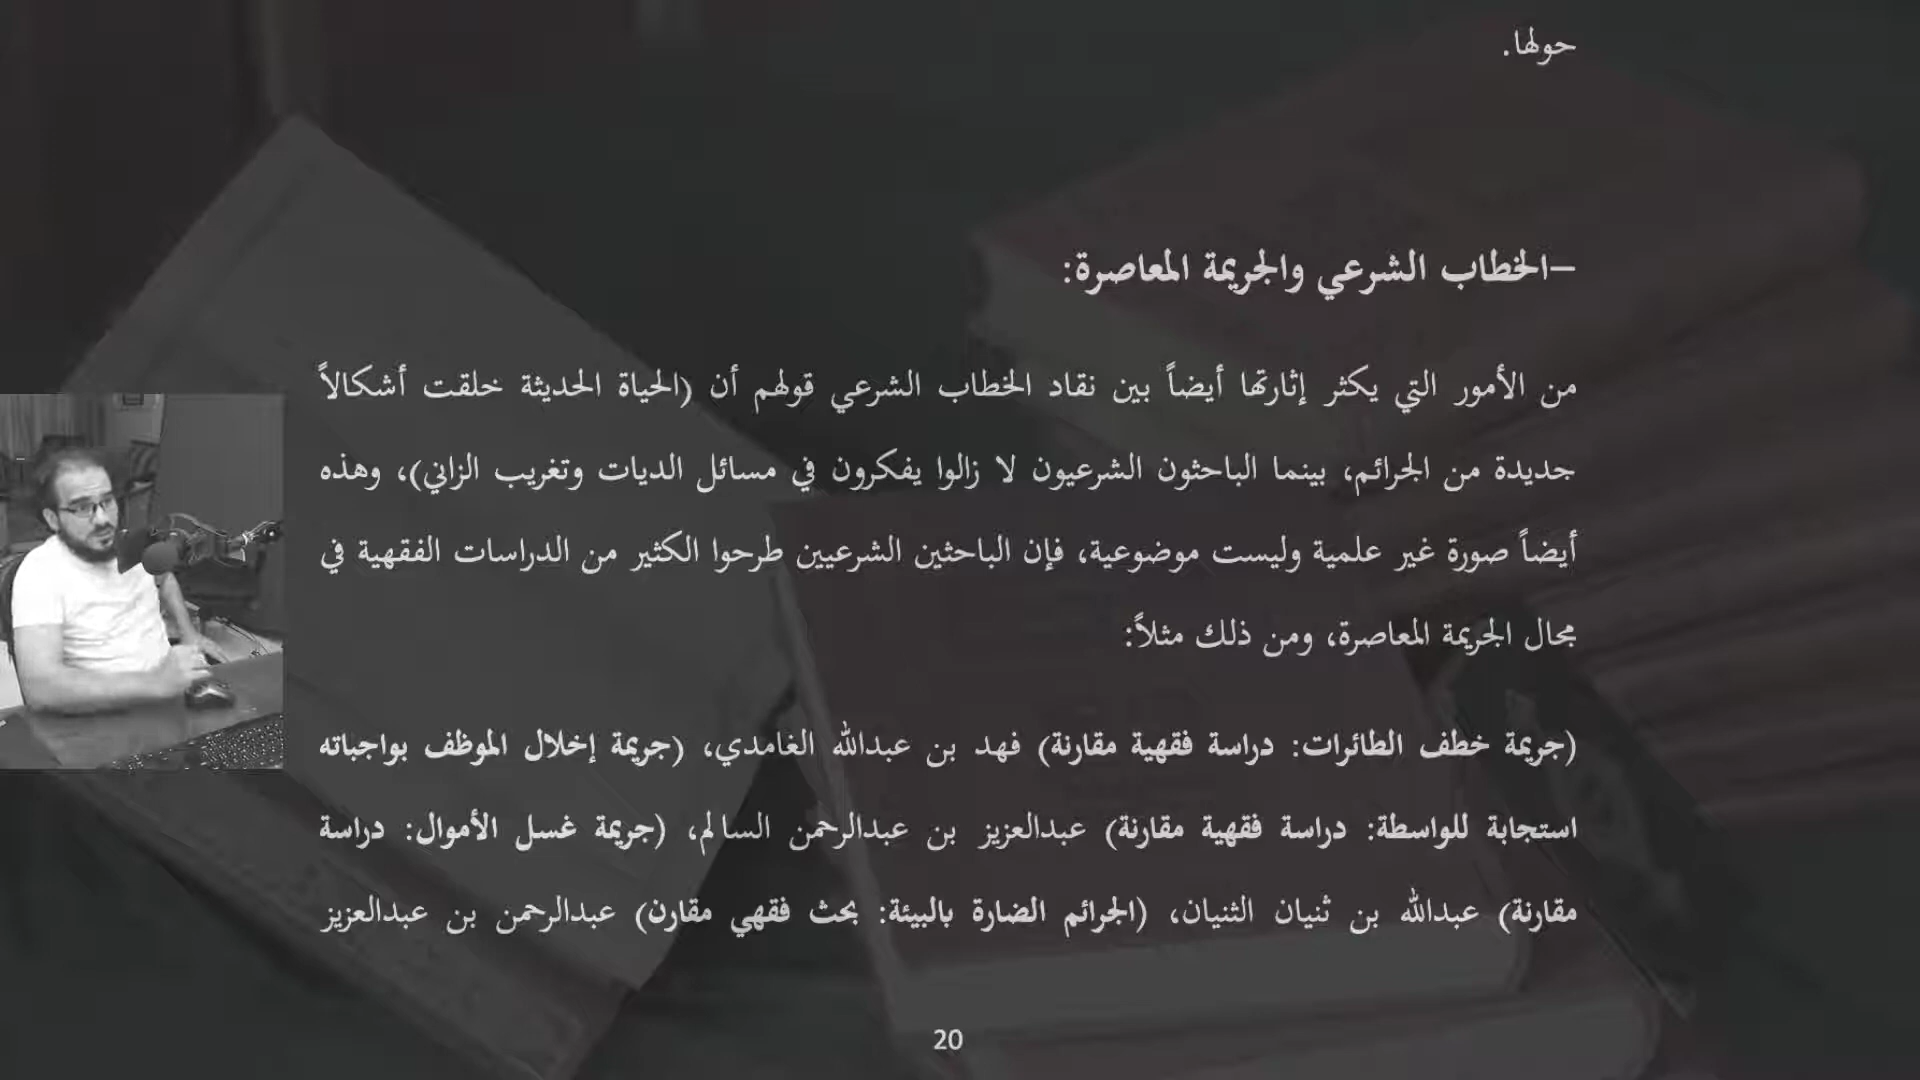 حولها.
–الخطاب الشرعي والجريمة المعاصرة:
من الأمور التي يكثر إثارتها أيضاً بين نقاد الخطاب الشرعي قولهم أن (الحياة الحديثة خلقت أشكالاً
جديدة من الجرائم، بينما الباحثون الشرعيون لا زالوا يفكرون في مسائل الديات وتغريب الزاني)، وهذه
أيضاً صورة غير علمية وليست موضوعية، فإن الباحثين الشرعيين طرحوا الكثير من الدراسات الفقهية في
مجال الجريمة المعاصرة، ومن ذلك مثلاً:
(جريمة خطف الطائرات: دراسة فقهية مقارنة) فهد بن عبدالله الغامدي، (جريمة إخلال الموظف بواجباته
استجابة للواسطة: دراسة فقهية مقارنة) عبدالعزيز بن عبدالرحمن السالم، (جريمة غسل الأموال: دراسة
مقارنة) عبدالله بن ثنيان الثنيان، (الجرائم الضارة بالبيئة: بحث فقهي مقارن) عبدالرحمن بن عبدالعزيز
20